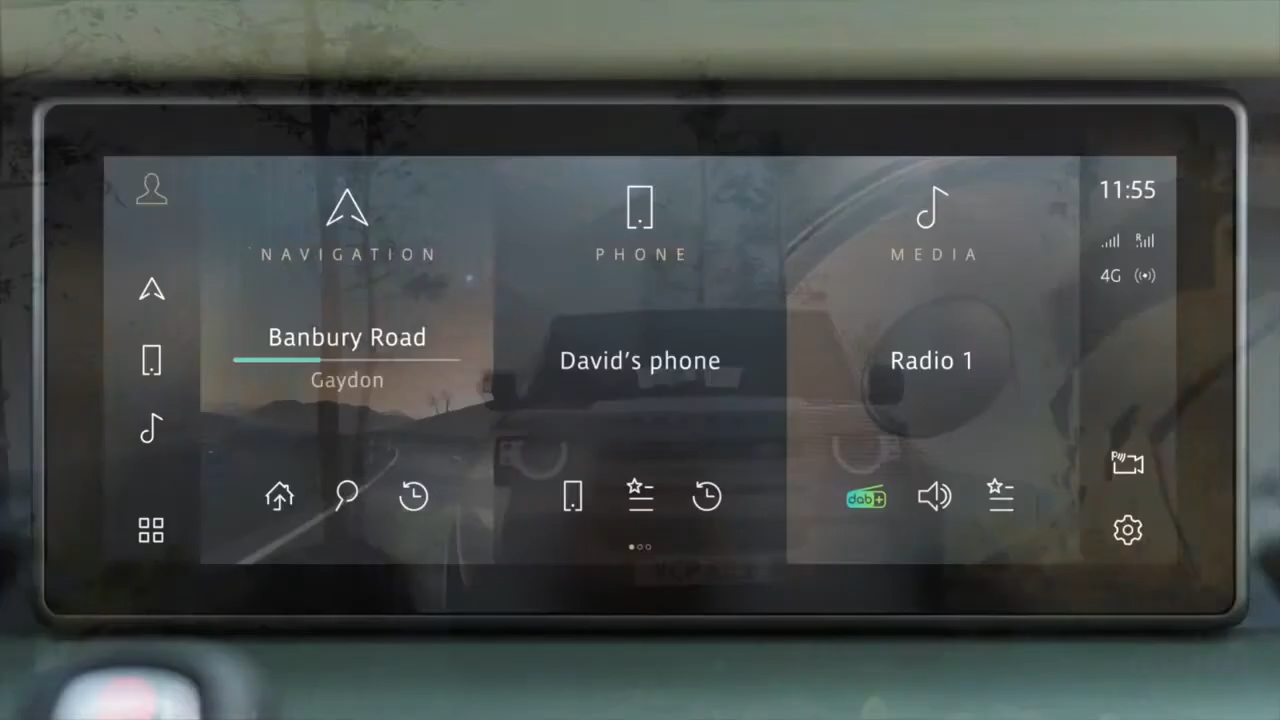 NAVIGATION
Banbury Road
Gaydon
PHONE
David's phone
MEDIA
Radio 1
dab+
11:55
R
4G